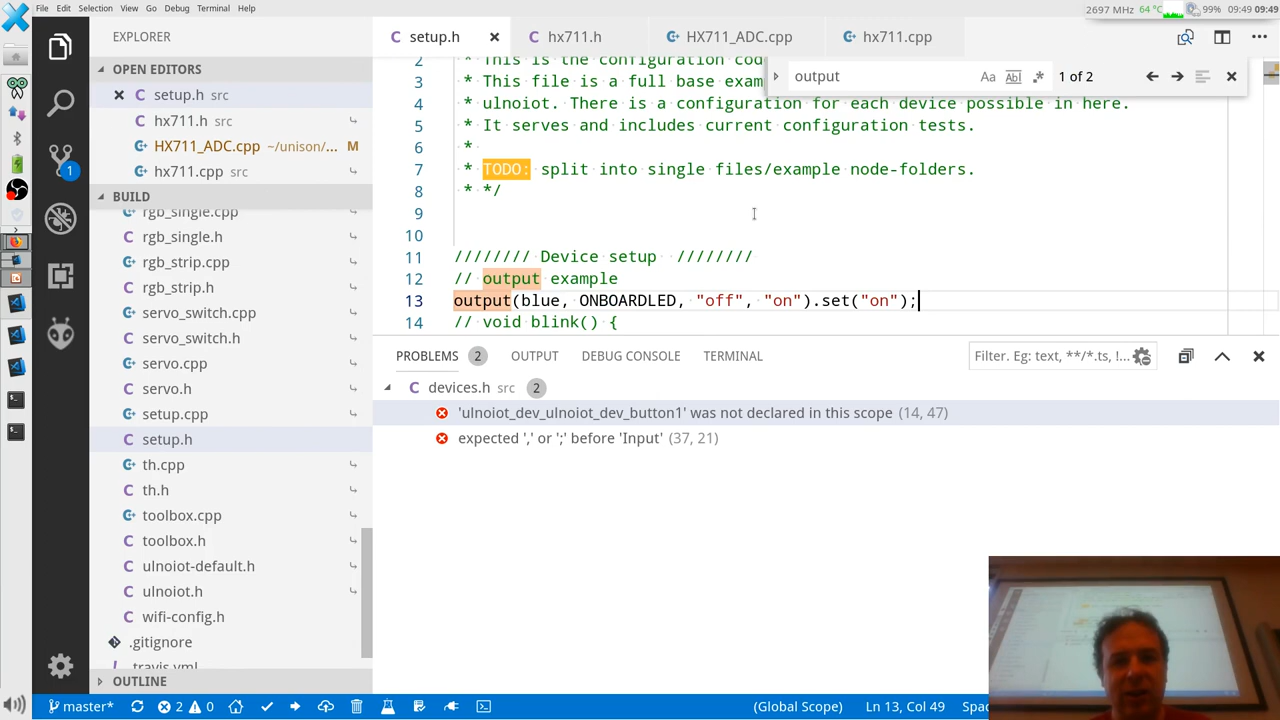 File Edit Selection View Go Debug Terminal Help
2697 MHz 64 °C 99% 09:49 09:49
EXPLORER
OPEN EDITORS
setup.h src
hx711.h src
HX711_ADC.cpp ~/unison/... M
hx711.cpp src
BUILD
rgb_single.cpp
rgb_single.h
rgb_strip.cpp
rgb_strip.h
servo_switch.cpp
servo_switch.h
servo.cpp
servo.h
setup.cpp
setup.h
th.cpp
th.h
toolbox.cpp
toolbox.h
ulnoiot-default.h
ulnoiot.h
wifi-config.h
.gitignore
.travis.yml
OUTLINE
setup.h
hx711.h
HX711_ADC.cpp
hx711.cpp
output Aa Abl .* 1 of 2
2 * This is the configuration cod
3 * This file is a full base exam
4 * ulnoiot. There is a configuration for each device possible in here.
5 * It serves and includes current configuration tests.
6 *
7 * TODO: split into single files/example node-folders.
8 * */
9
10
11 //////// Device setup ////////
12 // output example
13 output(blue, ONBOARDLED, "off", "on").set("on");
14 // void blink() {
PROBLEMS 2 OUTPUT DEBUG CONSOLE TERMINAL
Filter. Eg: text, **/*.ts, !...
devices.h src 2
'ulnoiot_dev_ulnoiot_dev_button1' was not declared in this scope (14, 47)
expected ',' or ';' before 'Input' (37, 21)
1
master* 2 0
(Global Scope) Ln 13, Col 49 Spac